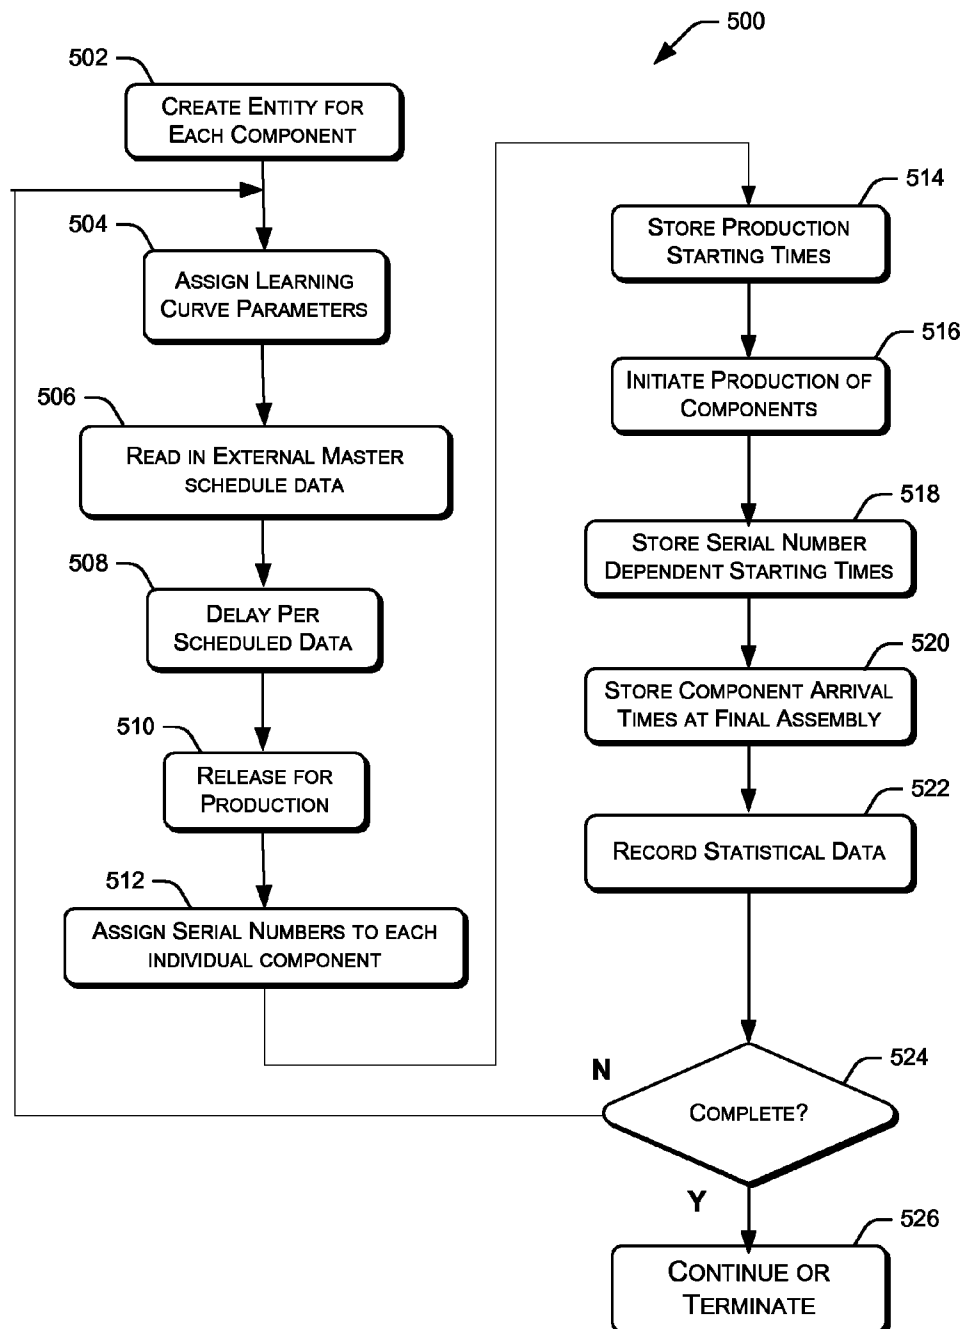 500
502
CREATE ENTITY FOR
EACH COMPONENT
504
ASSIGN LEARNING
CURVE PARAMETERS
506
READ IN EXTERNAL MASTER
SCHEDULE DATA
508
DELAY PER
SCHEDULED DATA
510
RELEASE FOR
PRODUCTION
512
ASSIGN SERIAL NUMBERS TO EACH
INDIVIDUAL COMPONENT
514
STORE PRODUCTION
STARTING TIMES
516
INITIATE PRODUCTION OF
COMPONENTS
518
STORE SERIAL NUMBER
DEPENDENT STARTING TIMES
520
STORE COMPONENT ARRIVAL
TIMES AT FINAL ASSEMBLY
522
RECORD STATISTICAL DATA
524
N
COMPLETE?
Y
526
CONTINUE OR
TERMINATE